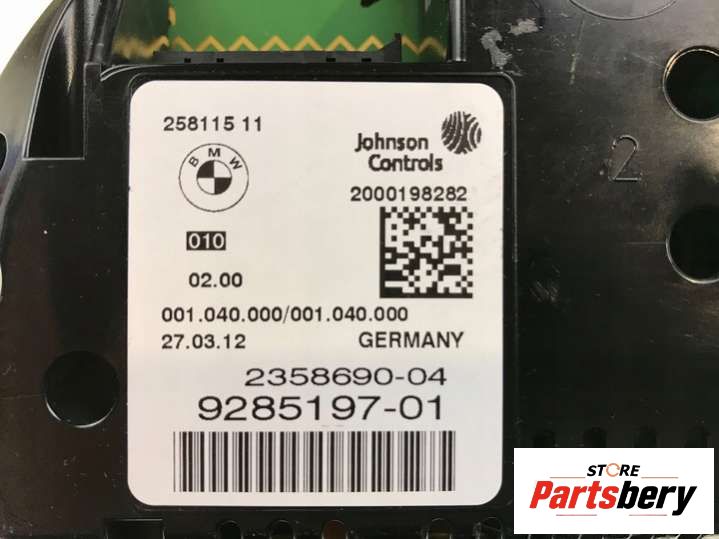 258115 11
BMW
Johnson
Controls
2000198282
010
02.00
001.040.000/001.040.000
27.03.12 GERMANY
2358690-04
9285197-01
2
STORE
Partsbery